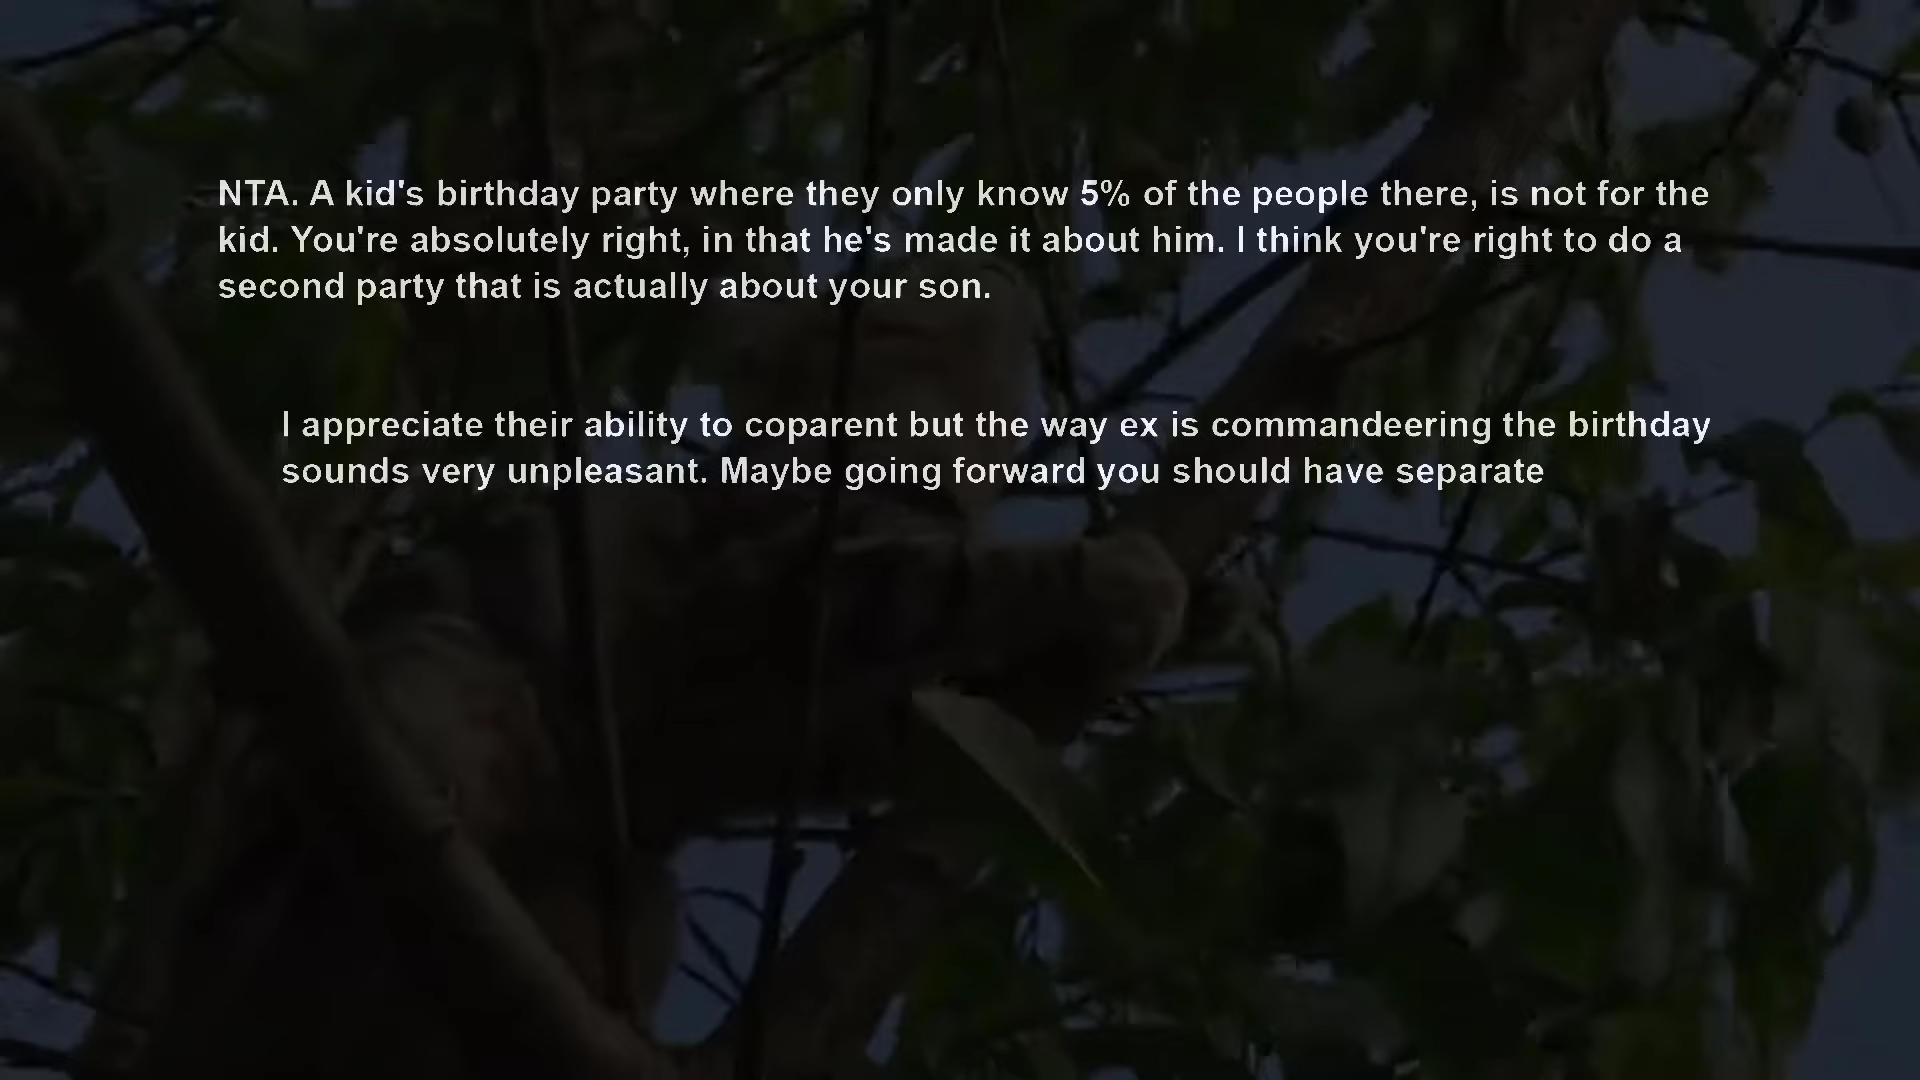 NTA. A kid's birthday party where they only know 5% of the people there, is not for the
kid. You're absolutely right, in that he's made it about him. I think you're right to do a
second party that is actually about your son.
I appreciate their ability to coparent but the way ex is commandeering the birthday
sounds very unpleasant. Maybe going forward you should have separate